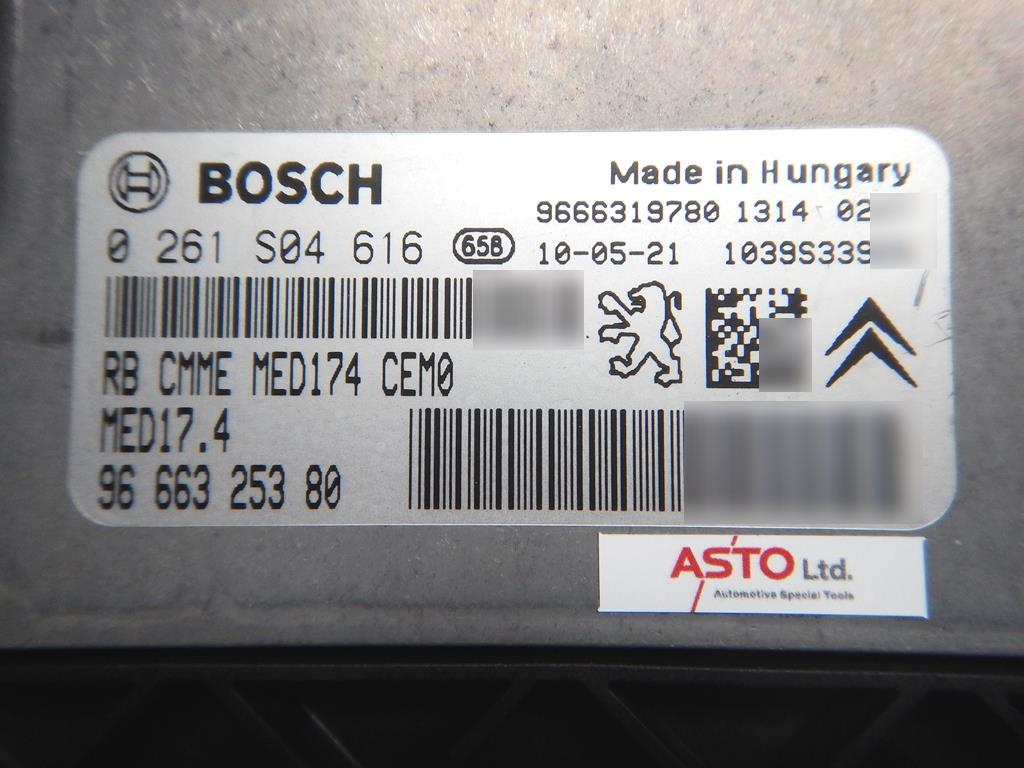 BOSCH
Made in Hungary
9666319780 1314 02
0 261 S04 616 65B
10-05-21 1039S339
RB CMME MED174 CEM0
MED17.4
96 663 253 80
ASTO Ltd.
Automotive Special Tools